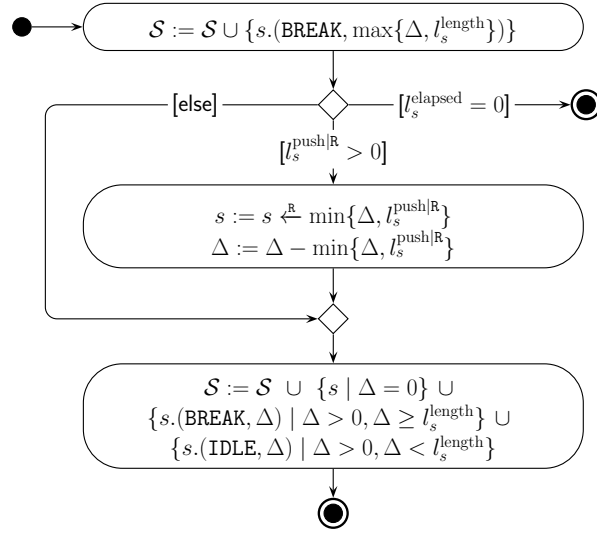 𝒮 := 𝒮 ∪ {s.(BREAK, max{Δ, l_s^length})}
[else]
[l_s^elapsed = 0]
[l_s^push|R > 0]
s := s ↚^R min{Δ, l_s^push|R}
Δ := Δ − min{Δ, l_s^push|R}
𝒮 := 𝒮 ∪ {s | Δ = 0} ∪
{s.(BREAK, Δ) | Δ > 0, Δ ≥ l_s^length} ∪
{s.(IDLE, Δ) | Δ > 0, Δ < l_s^length}